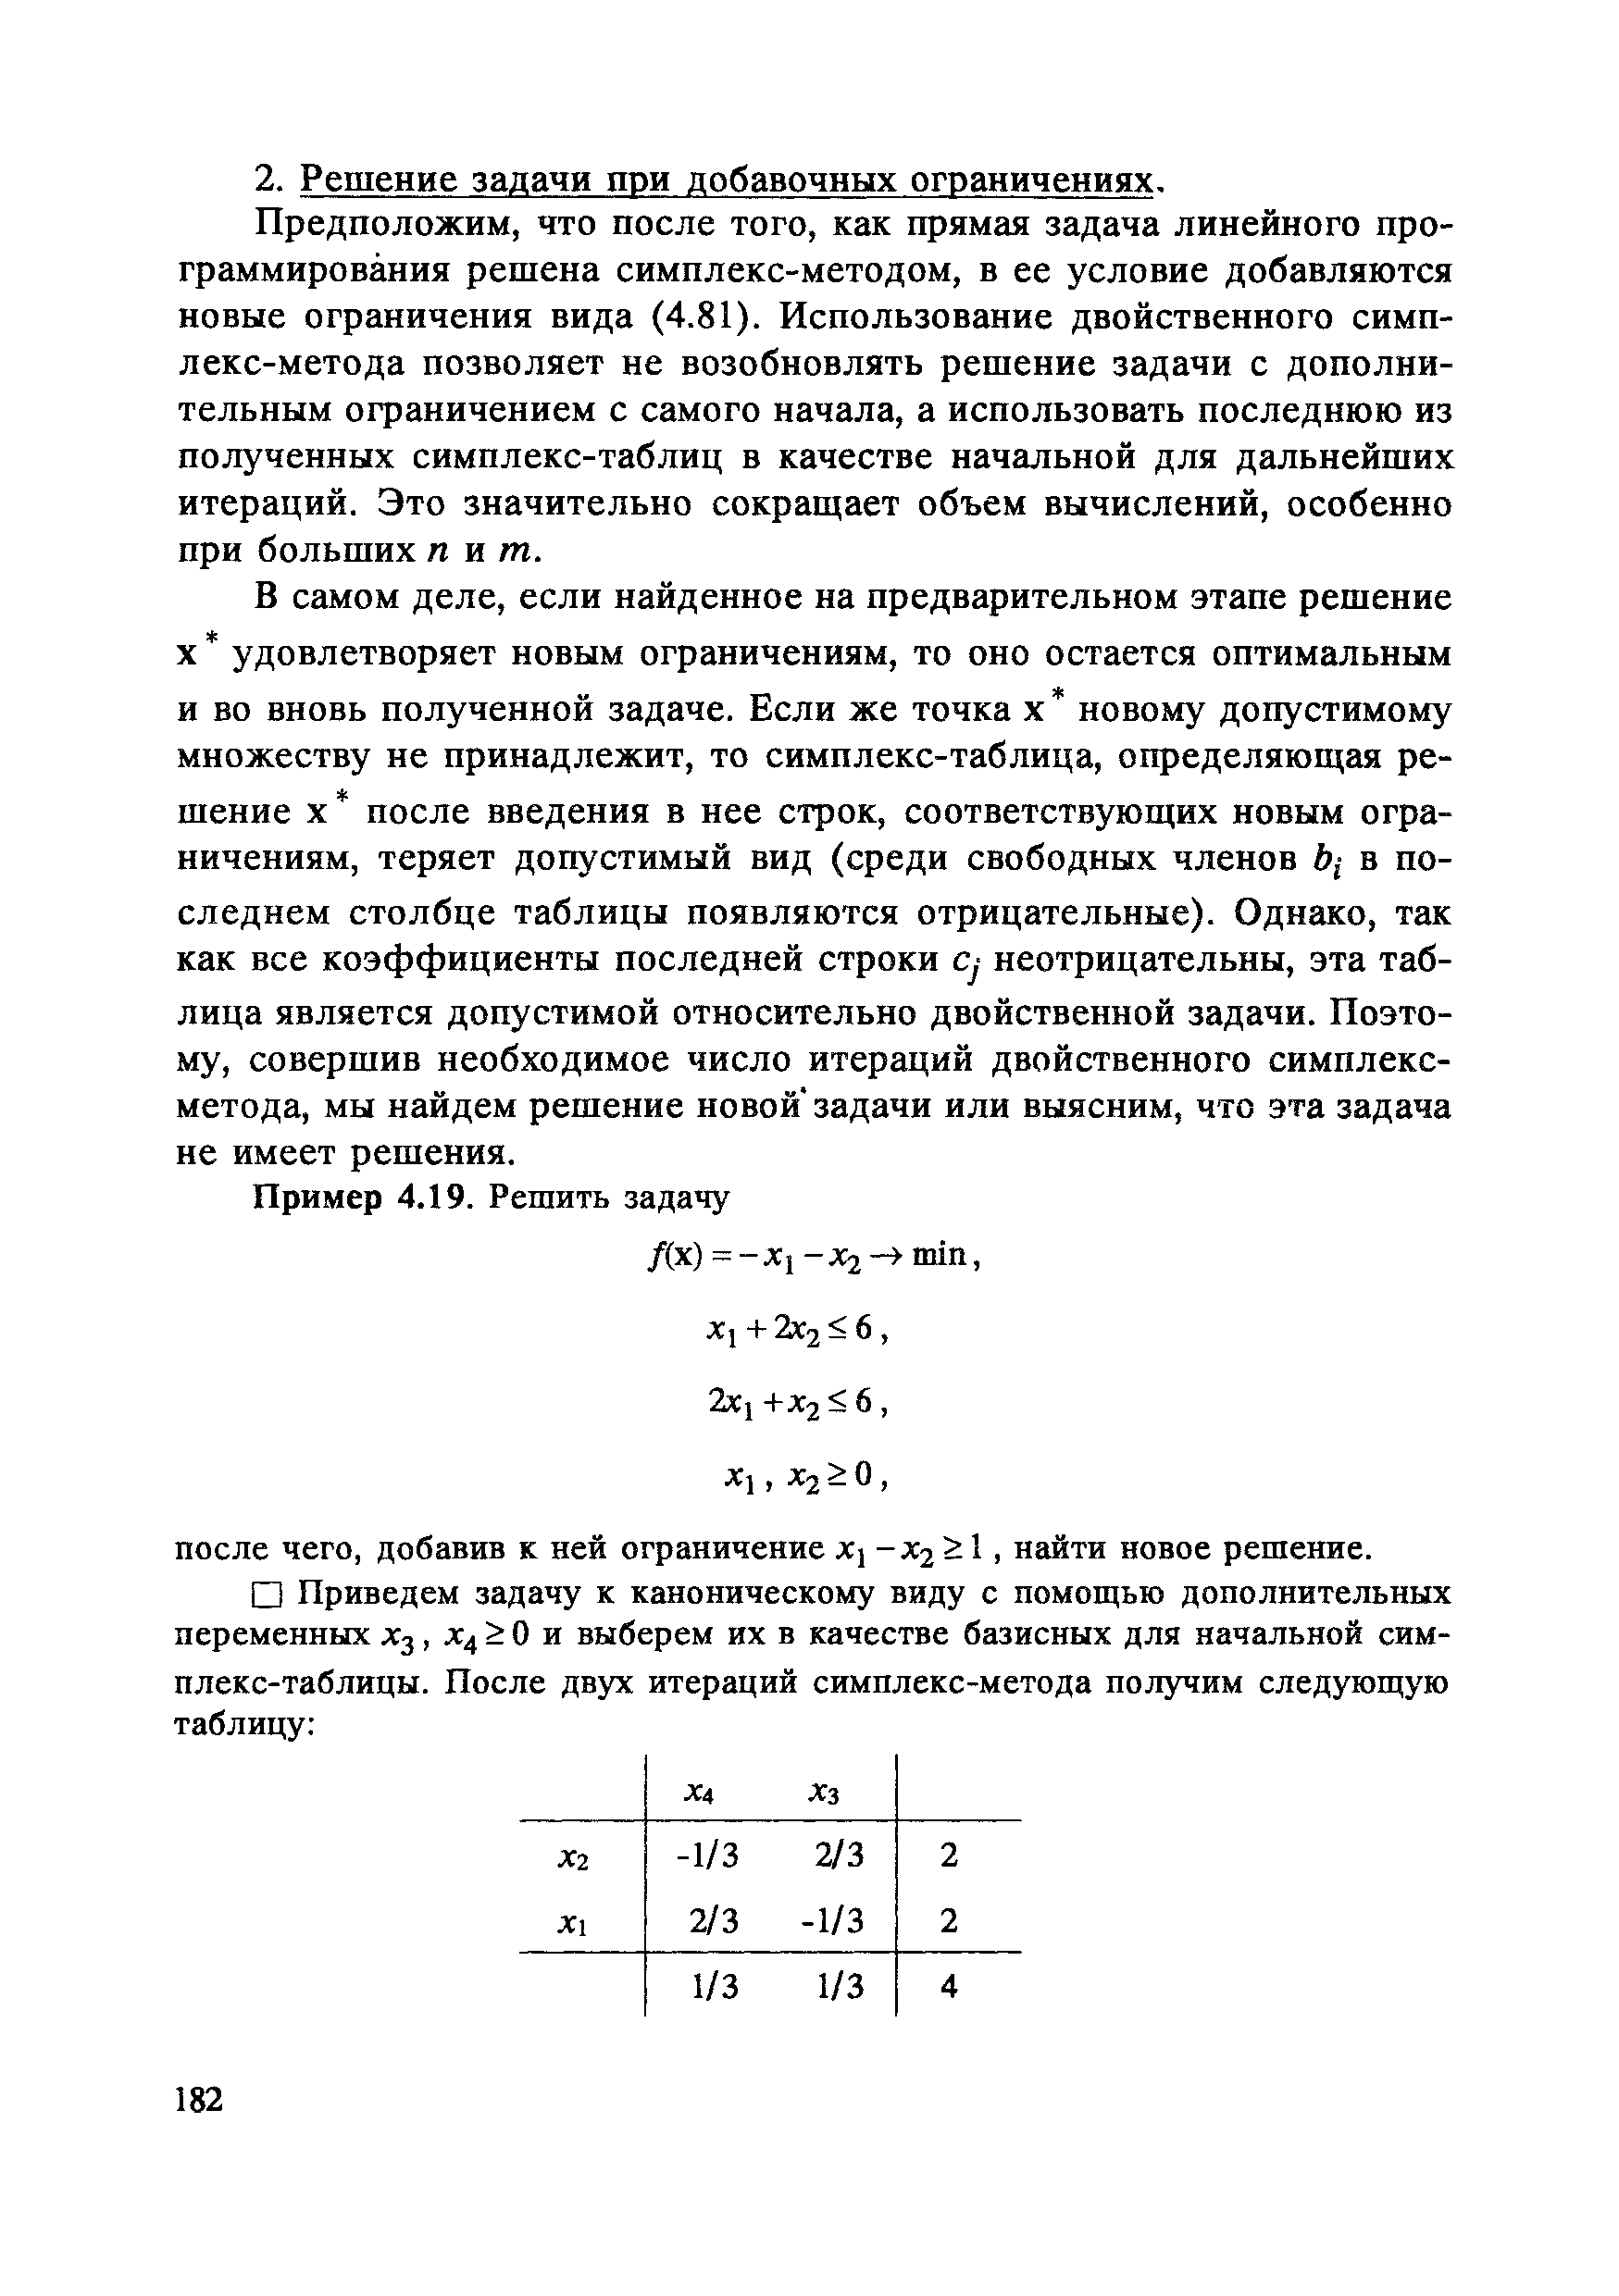 2. Решение задачи при добавочных ограничениях.
Предположим, что после того, как прямая задача линейного про-
граммирования решена симплекс-методом, в ее условие добавляются
новые ограничения вида (4.81). Использование двойственного симп-
лекс-метода позволяет не возобновлять решение задачи с дополни-
тельным ограничением с самого начала, а использовать последнюю из
полученных симплекс-таблиц в качестве начальной для дальнейших
итераций. Это значительно сокращает объем вычислений, особенно
при больших n и m.
В самом деле, если найденное на предварительном этапе решение
x* удовлетворяет новым ограничениям, то оно остается оптимальным
и во вновь полученной задаче. Если же точка x* новому допустимому
множеству не принадлежит, то симплекс-таблица, определяющая ре-
шение x* после введения в нее строк, соответствующих новым огра-
ничениям, теряет допустимый вид (среди свободных членов bᵢ в по-
следнем столбце таблицы появляются отрицательные). Однако, так
как все коэффициенты последней строки cⱼ неотрицательны, эта таб-
лица является допустимой относительно двойственной задачи. Поэто-
му, совершив необходимое число итераций двойственного симплекс-
метода, мы найдем решение новой задачи или выясним, что эта задача
не имеет решения.
Пример 4.19. Решить задачу
f(x) = −x₁ − x₂ → min,
x₁ + 2x₂ ≤ 6,
2x₁ + x₂ ≤ 6,
x₁, x₂ ≥ 0,
после чего, добавив к ней ограничение x₁ − x₂ ≥ 1, найти новое решение.
□ Приведем задачу к каноническому виду с помощью дополнительных
переменных x₃, x₄ ≥ 0 и выберем их в качестве базисных для начальной сим-
плекс-таблицы. После двух итераций симплекс-метода получим следующую
таблицу:
x₄ x₃
x₂ -1/3 2/3 2
x₁ 2/3 -1/3 2
1/3 1/3 4
182